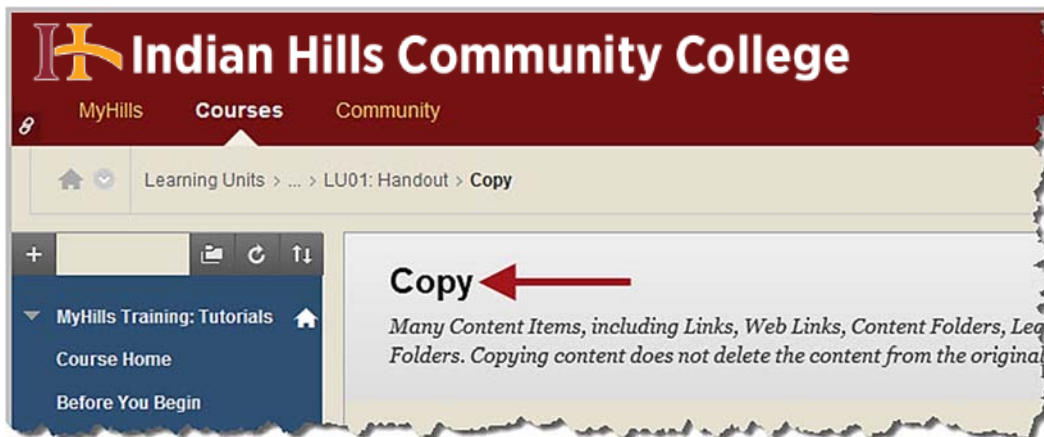 Indian Hills Community College
MyHills Courses Community
Learning Units > ... > LU01: Handout > Copy
Copy
Many Content Items, including Links, Web Links, Content Folders,
Folders. Copying content does not delete the content from the original
MyHills Training: Tutorials
Course Home
Before You Begin